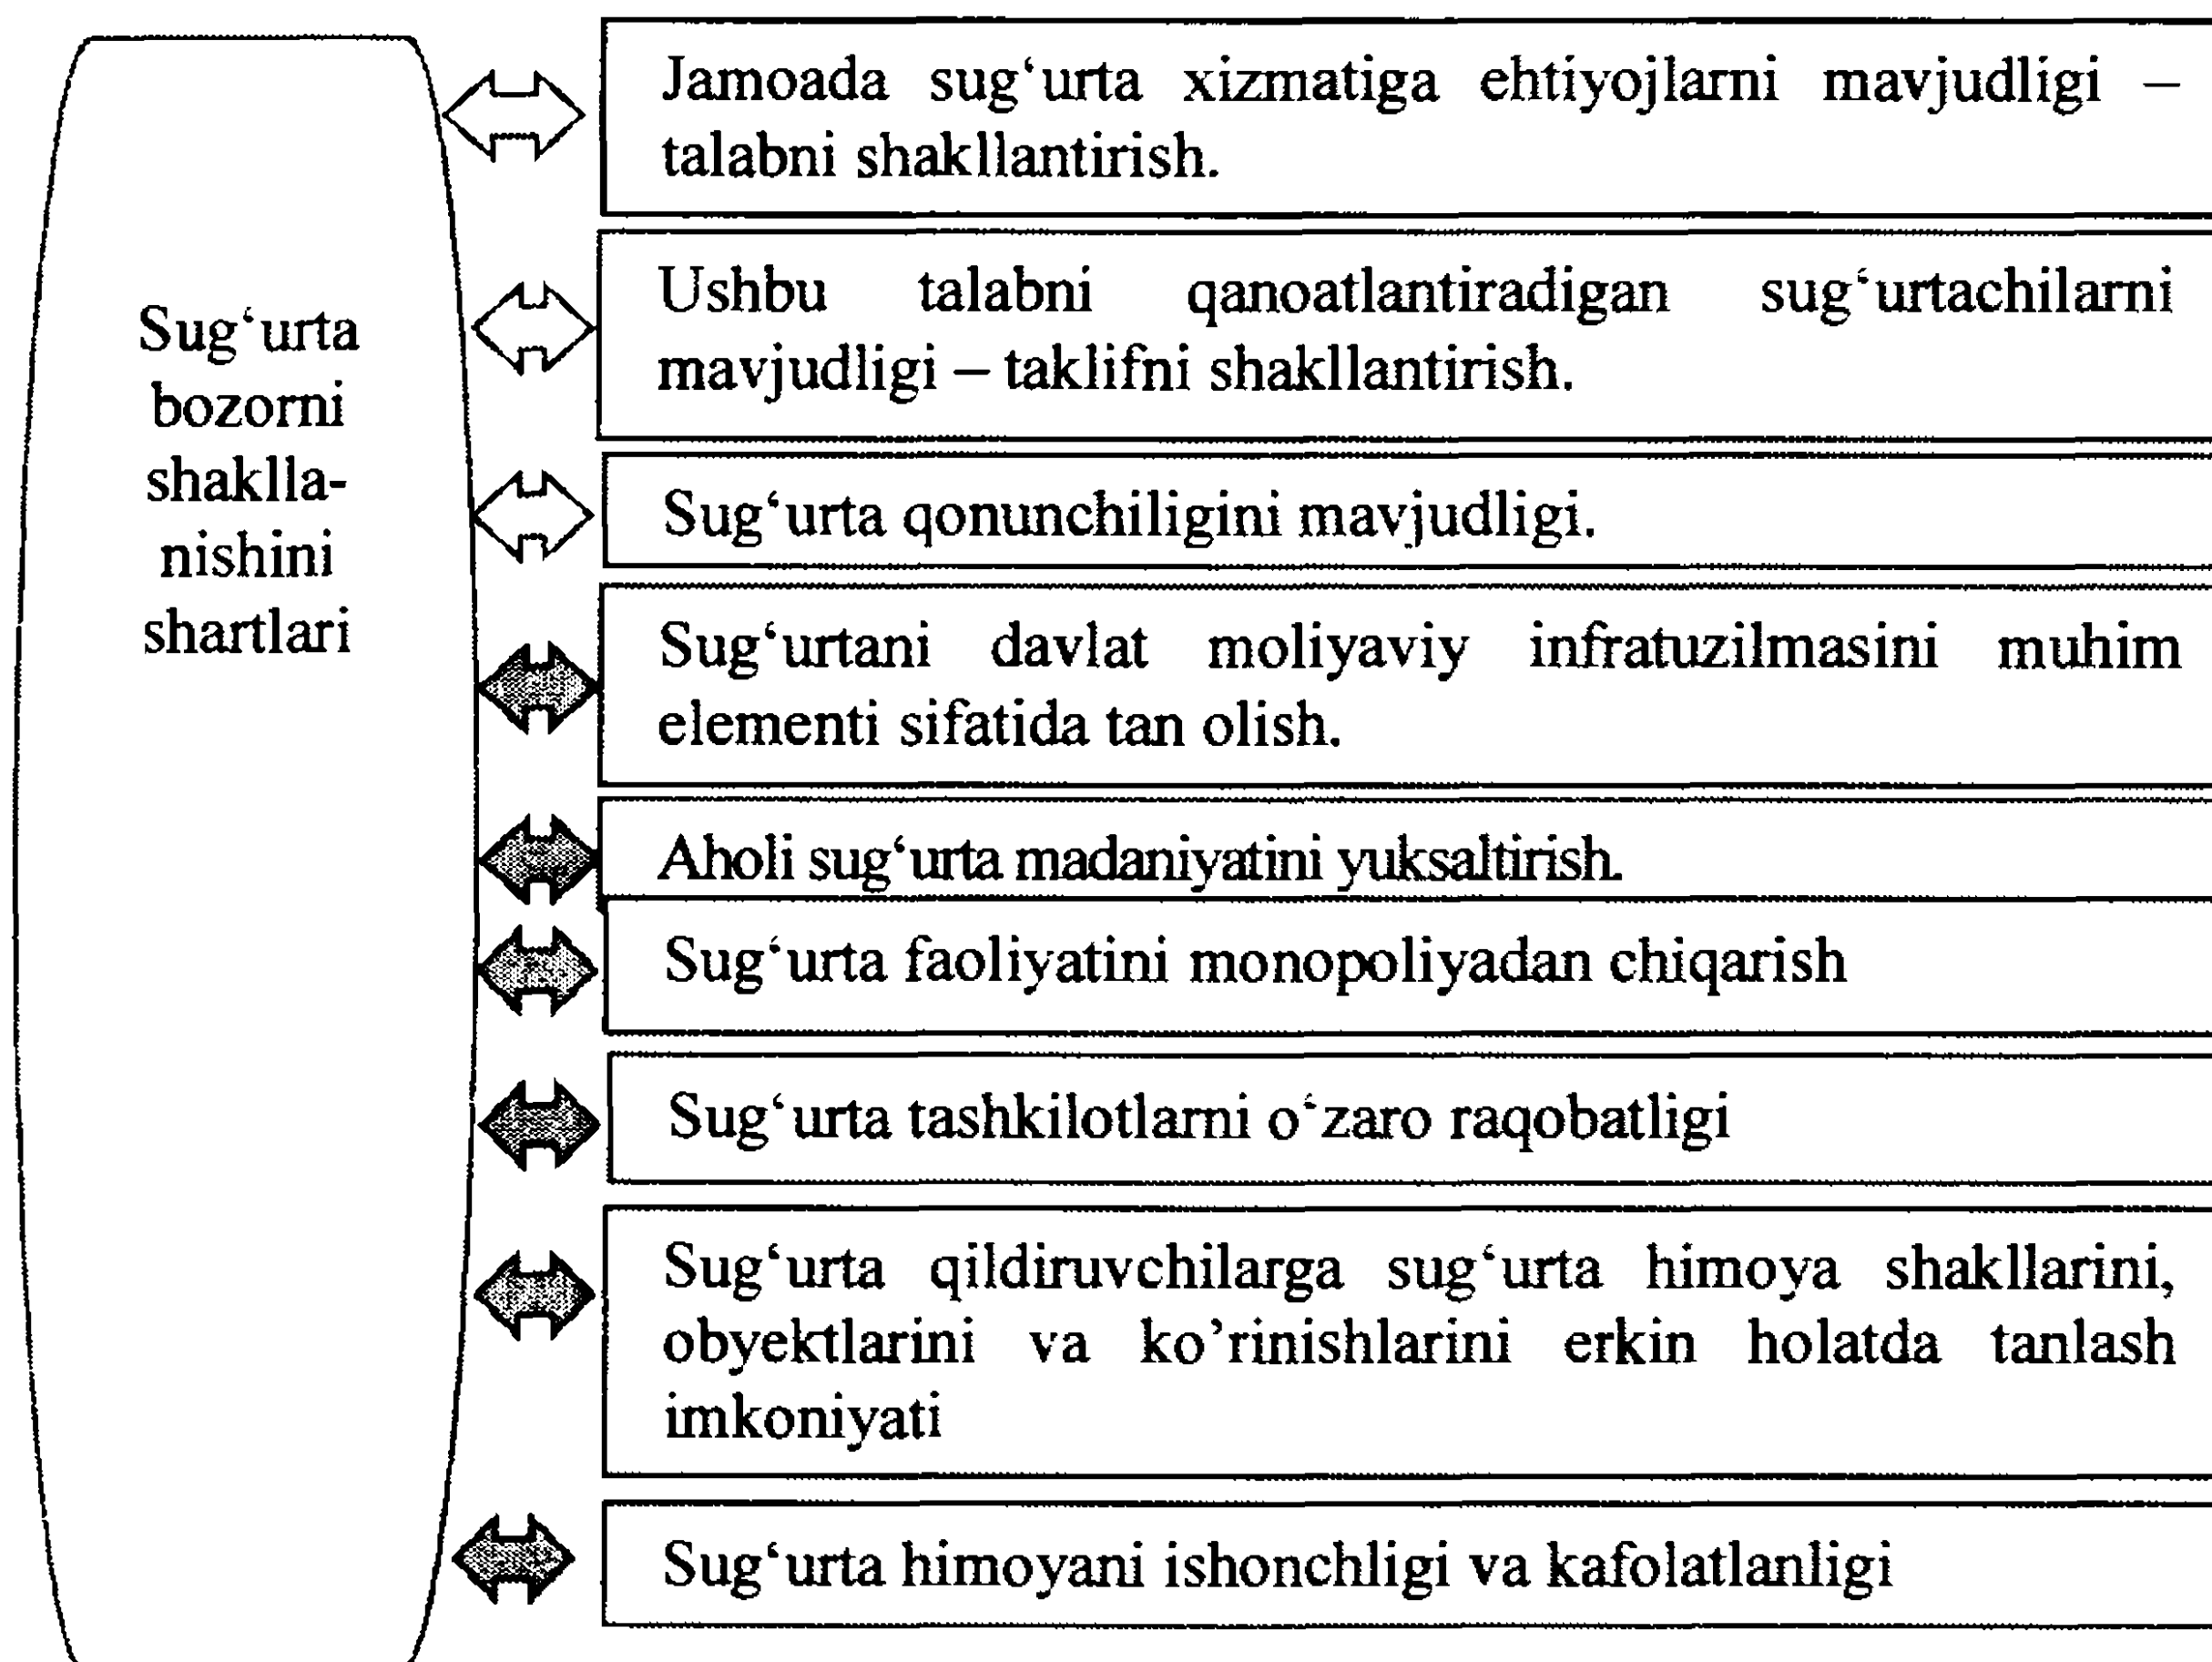 Sug‘urta
bozorni
shaklla-
nishini
shartlari
Jamoada sug‘urta xizmatiga ehtiyojlarni mavjudligi –
talabni shakllantirish.
Ushbu talabni qanoatlantiradigan sug‘urtachilarni
mavjudligi – taklifni shakllantirish.
Sug‘urta qonunchiligini mavjudligi.
Sug‘urtani davlat moliyaviy infratuzilmasini muhim
elementi sifatida tan olish.
Aholi sug‘urta madaniyatini yuksaltirish.
Sug‘urta faoliyatini monopoliyadan chiqarish
Sug‘urta tashkilotlarni o‘zaro raqobatligi
Sug‘urta qildiruvchilarga sug‘urta himoya shakllarini,
obyektlarini va ko’rinishlarini erkin holatda tanlash
imkoniyati
Sug‘urta himoyani ishonchligi va kafolatlanligi